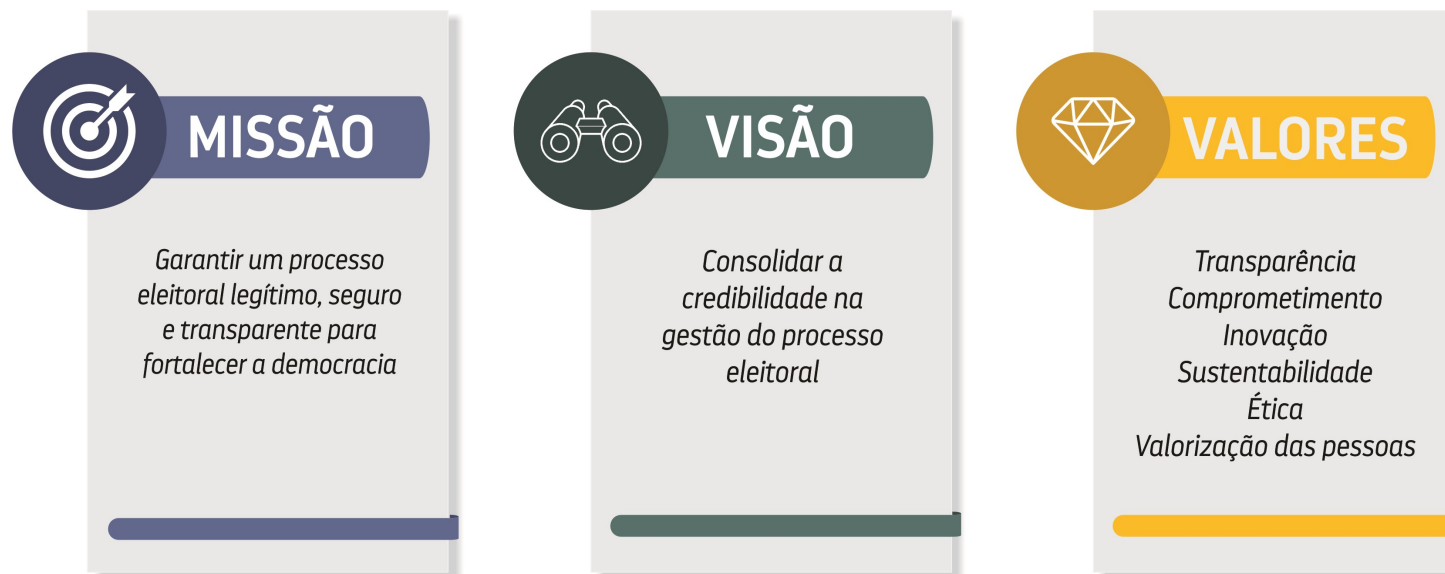 MISSÃO
Garantir um processo
eleitoral legítimo, seguro
e transparente para
fortalecer a democracia
VISÃO
Consolidar a
credibilidade na
gestão do processo
eleitoral
VALORES
Transparência
Comprometimento
Inovação
Sustentabilidade
Ética
Valorização das pessoas